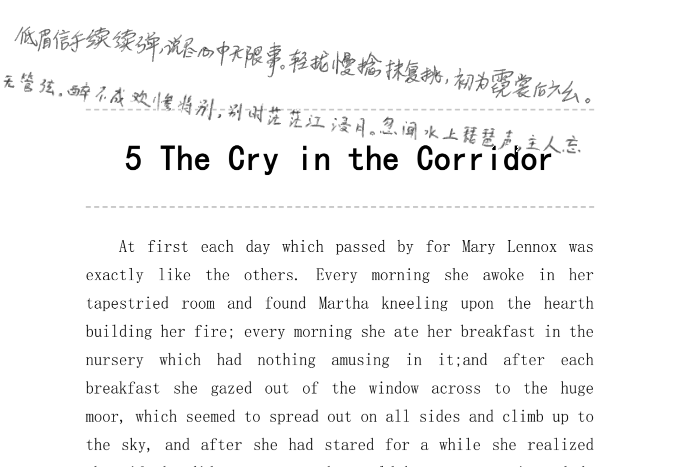 低眉信手续续弹,说尽心中无限事。轻拢慢捻抹复挑,初为霓裳后六幺。
无管弦。醉不成欢惨将别,别时茫茫江浸月。忽闻水上琵琶声,主人忘
5 The Cry in the Corridor
At first each day which passed by for Mary Lennox was
exactly like the others. Every morning she awoke in her
tapestried room and found Martha kneeling upon the hearth
building her fire; every morning she ate her breakfast in the
nursery which had nothing amusing in it;and after each
breakfast she gazed out of the window across to the huge
moor, which seemed to spread out on all sides and climb up to
the sky, and after she had stared for a while she realized